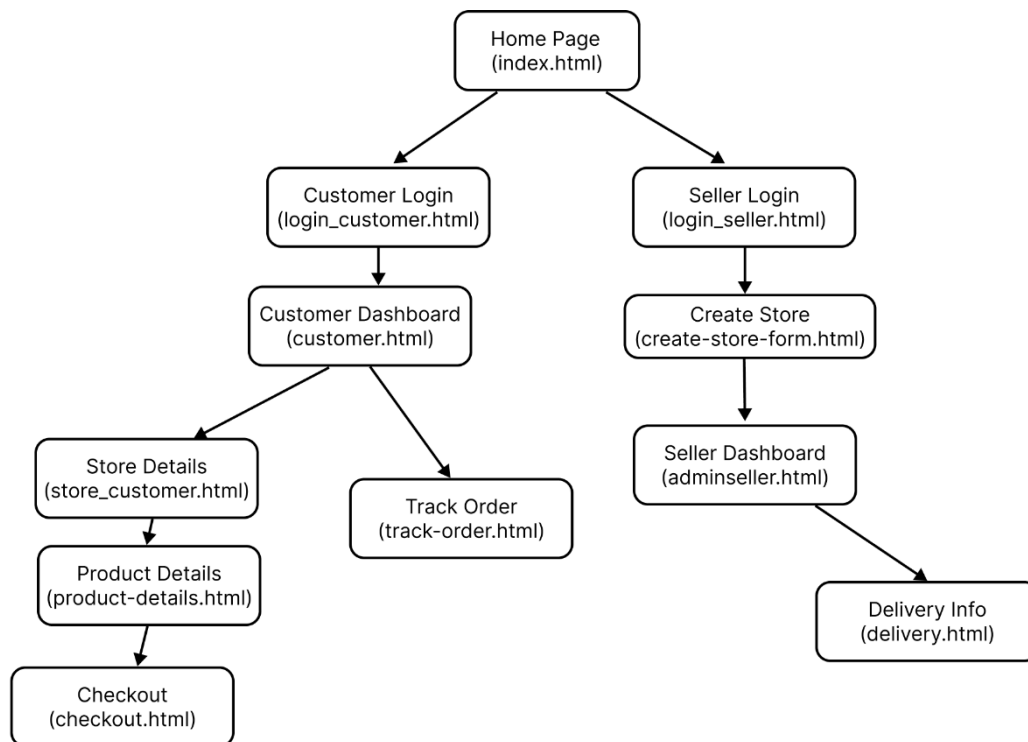 Home Page
(index.html)
Customer Login
(login_customer.html)
Seller Login
(login_seller.html)
Customer Dashboard
(customer.html)
Create Store
(create-store-form.html)
Store Details
(store_customer.html)
Track Order
(track-order.html)
Seller Dashboard
(adminseller.html)
Product Details
(product-details.html)
Delivery Info
(delivery.html)
Checkout
(checkout.html)